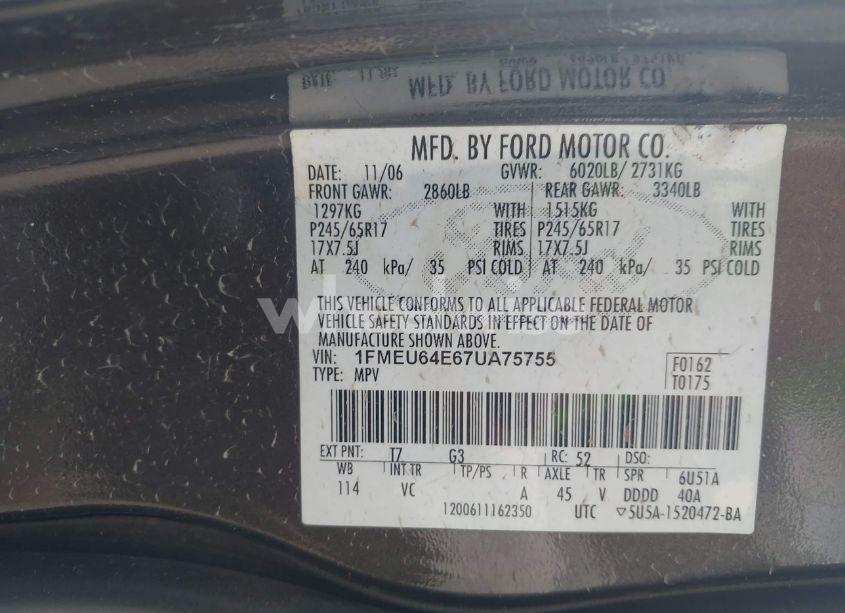 MFD. BY FORD MOTOR CO.
DATE: 11/06 GVWR: 6020LB/ 2731KG
FRONT GAWR: 2860LB REAR GAWR: 3340LB
1297KG WITH 1515KG WITH
P245/65R17 TIRES P245/65R17 TIRES
17X7.5J RIMS 17X7.5J RIMS
AT 240 kPa/ 35 PSI COLD AT 240 kPa/ 35 PSI COLD
THIS VEHICLE CONFORMS TO ALL APPLICABLE FEDERAL MOTOR
VEHICLE SAFETY STANDARDS IN EFFECT ON THE DATE OF
MANUFACTURE SHOWN ABOVE.
VIN: 1FMEU64E67UA75755 F0162
TYPE: MPV T0175
EXT PNT: T7 G3 RC: 52 DSO:
WB INT TR TP/PS R AXLE TR SPR 6U51A
114 VC A 45 V DDDD 40A
1200611162350 UTC ▽5U5A-1520472-BA